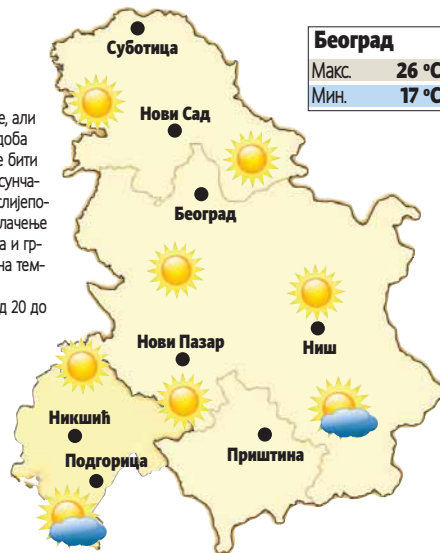 Суботица
Београд
Макс. 26 °C
Мин. 17 °C
е, али
доба
е бити
сунча-
слијепо-
лачење
а и гр-
на тем-
д 20 до
Нови Сад
Београд
Нови Пазар
Ниш
Никшић
Подгорица
Приштина